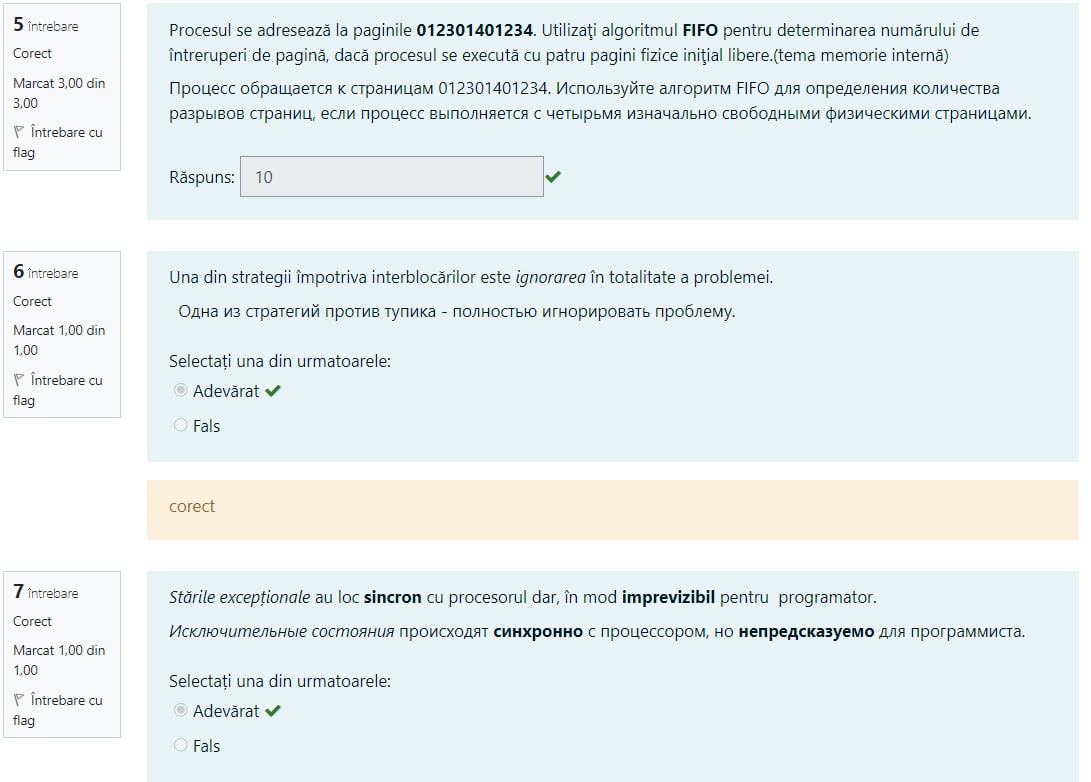 5 întrebare
Corect
Marcat 3,00 din
3,00
Întrebare cu
flag
Procesul se adresează la paginile 012301401234. Utilizaţi algoritmul FIFO pentru determinarea numărului de
întreruperi de pagină, dacă procesul se execută cu patru pagini fizice iniţial libere.(tema memorie internă)
Процесс обращается к страницам 012301401234. Используйте алгоритм FIFO для определения количества
разрывов страниц, если процесс выполняется с четырьмя изначально свободными физическими страницами.
Răspuns: 10
6 întrebare
Corect
Marcat 1,00 din
1,00
Întrebare cu
flag
Una din strategii împotriva interblocărilor este ignorarea în totalitate a problemei.
Одна из стратегий против тупика - полностью игнорировать проблему.
Selectați una din urmatoarele:
Adevărat
Fals
corect
7 întrebare
Corect
Marcat 1,00 din
1,00
Întrebare cu
flag
Stările excepționale au loc sincron cu procesorul dar, în mod imprevizibil pentru programator.
Исключительные состояния происходят синхронно с процессором, но непредсказуемо для программиста.
Selectați una din urmatoarele:
Adevărat
Fals